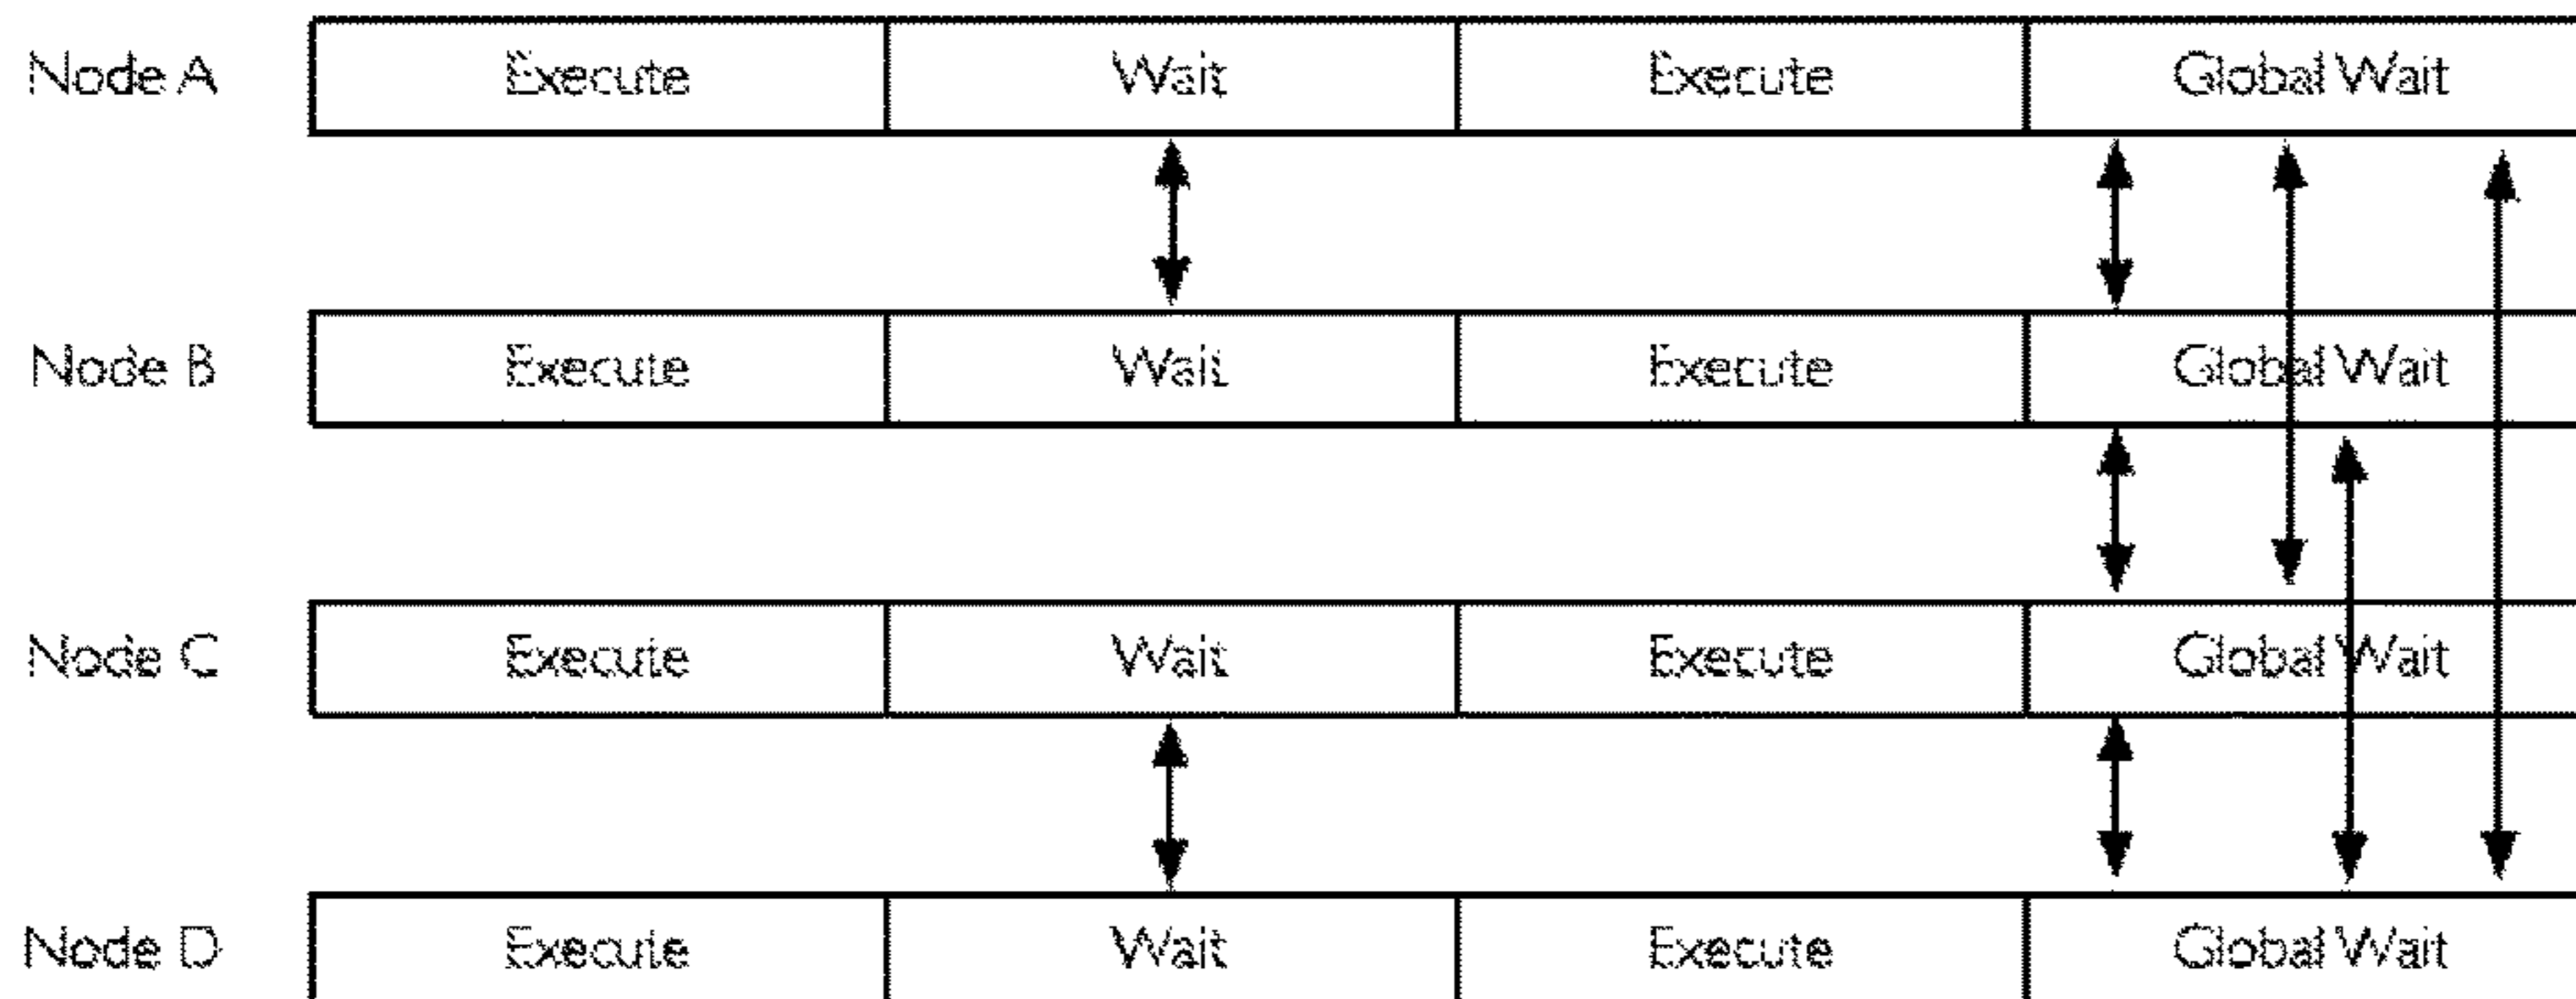 Node A Execute Wait Execute Global Wait
Node B Execute Wait Execute Global Wait
Node C Execute Wait Execute Global Wait
Node D Execute Wait Execute Global Wait